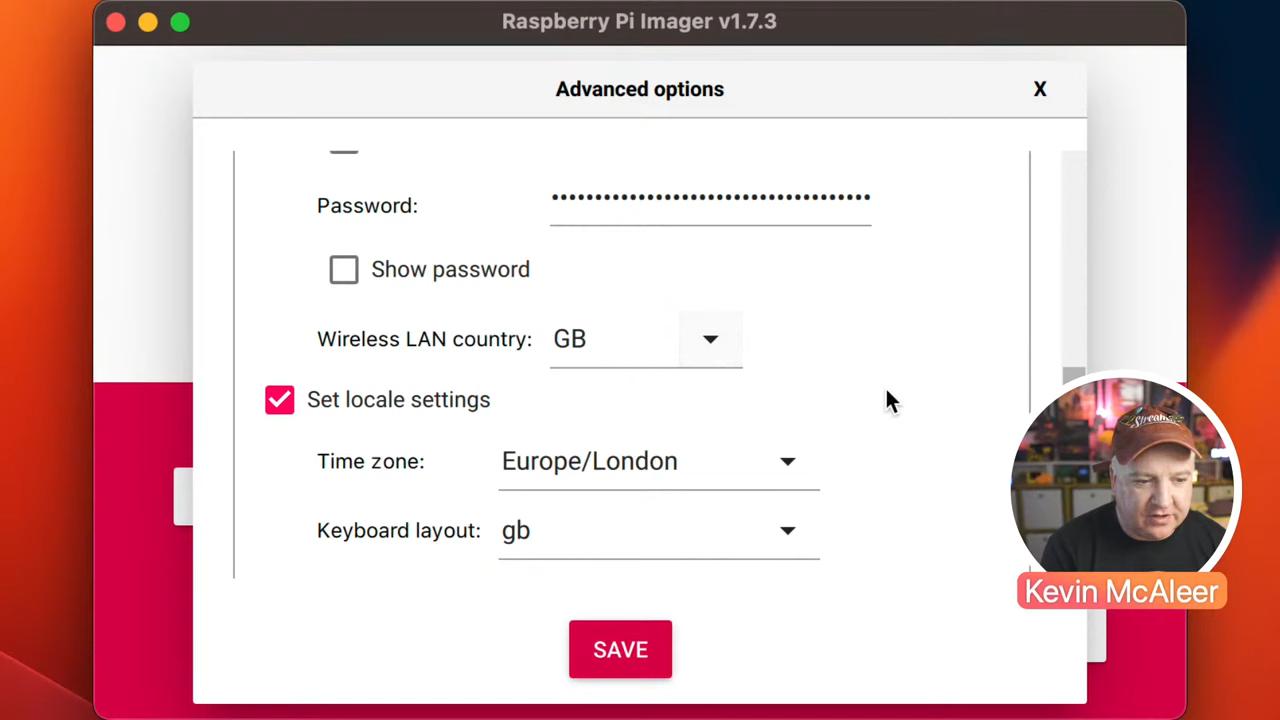 Raspberry Pi Imager v1.7.3
Advanced options
X
Password: •••••••••••••••••••••••••••••••••••••
Show password
Wireless LAN country: GB
Set locale settings
Time zone: Europe/London
Keyboard layout: gb
SAVE
Kevin McAleer